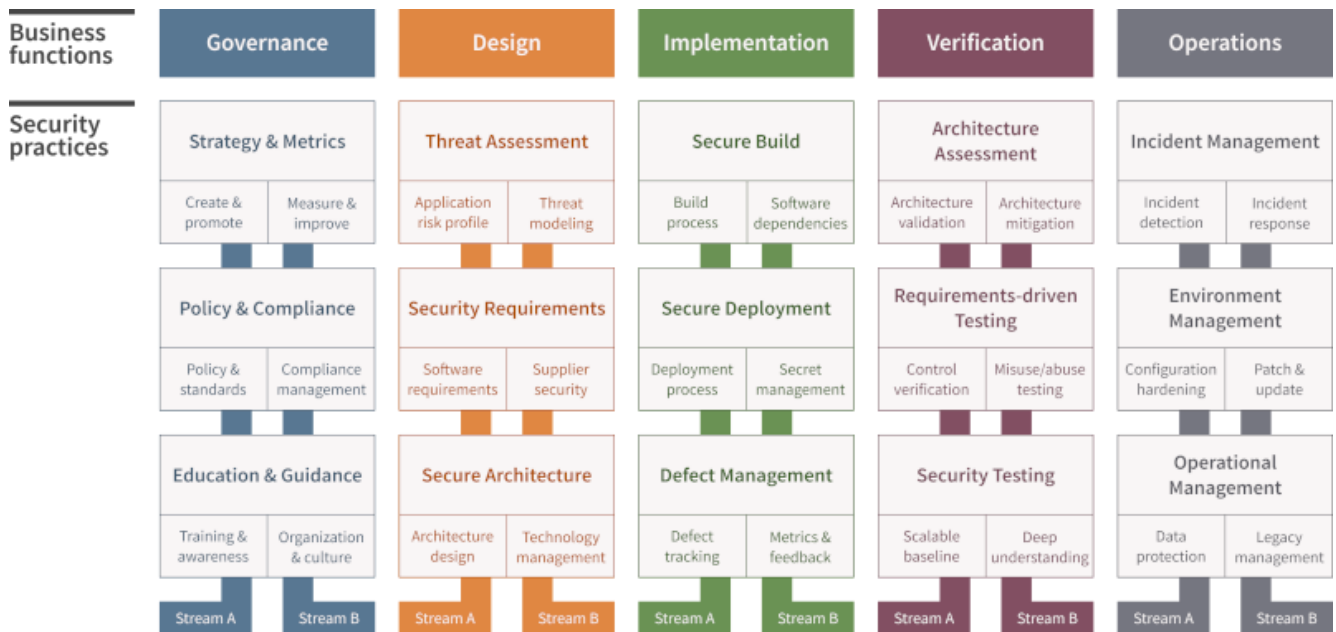 Business
functions
Governance
Design
Implementation
Verification
Operations
Security
practices
Strategy & Metrics
Threat Assessment
Secure Build
Architecture
Assessment
Incident Management
Create &
promote
Measure &
improve
Application
risk profile
Threat
modeling
Build
process
Software
dependencies
Architecture
validation
Architecture
mitigation
Incident
detection
Incident
response
Policy & Compliance
Security Requirements
Secure Deployment
Requirements-driven
Testing
Environment
Management
Policy &
standards
Compliance
management
Software
requirements
Supplier
security
Deployment
process
Secret
management
Control
verification
Misuse/abuse
testing
Configuration
hardening
Patch &
update
Education & Guidance
Secure Architecture
Defect Management
Security Testing
Operational
Management
Training &
awareness
Organization
& culture
Architecture
design
Technology
management
Defect
tracking
Metrics &
feedback
Scalable
baseline
Deep
understanding
Data
protection
Legacy
management
Stream A
Stream B
Stream A
Stream B
Stream A
Stream B
Stream A
Stream B
Stream A
Stream B